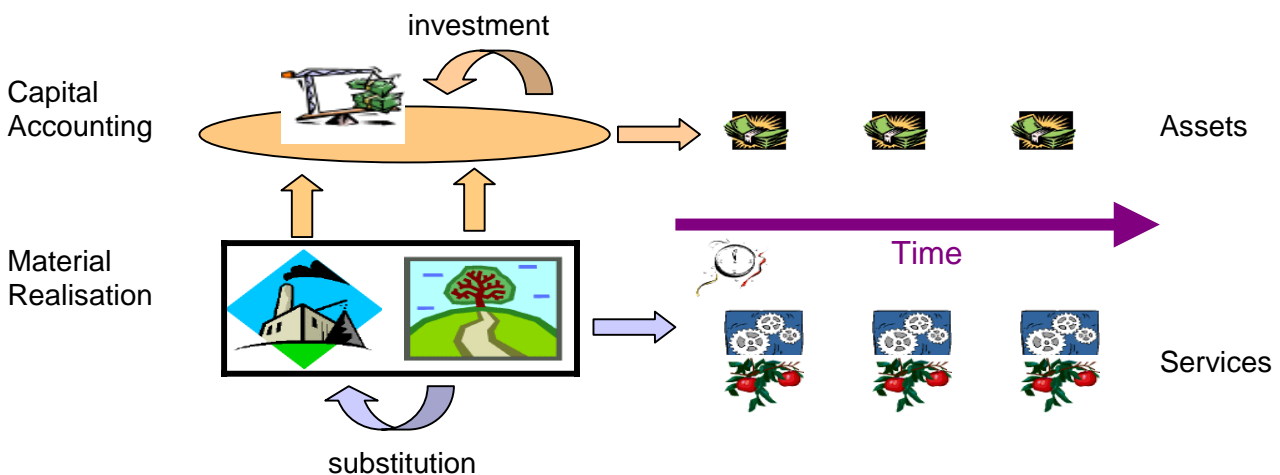 investment
Capital
Accounting
Assets
Time
Material
Realisation
Services
substitution